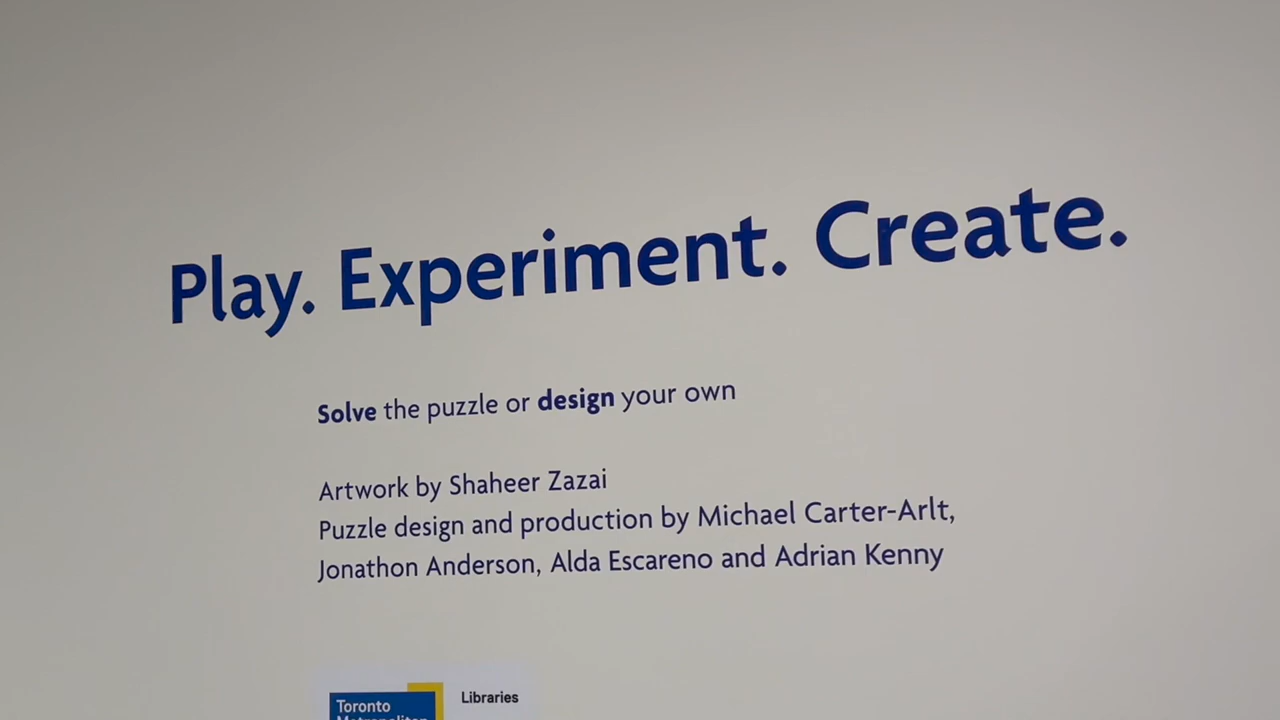 Play. Experiment. Create.
Solve the puzzle or design your own
Artwork by Shaheer Zazai
Puzzle design and production by Michael Carter-Arlt,
Jonathon Anderson, Alda Escareno and Adrian Kenny
Toronto
Metropolitan
Libraries